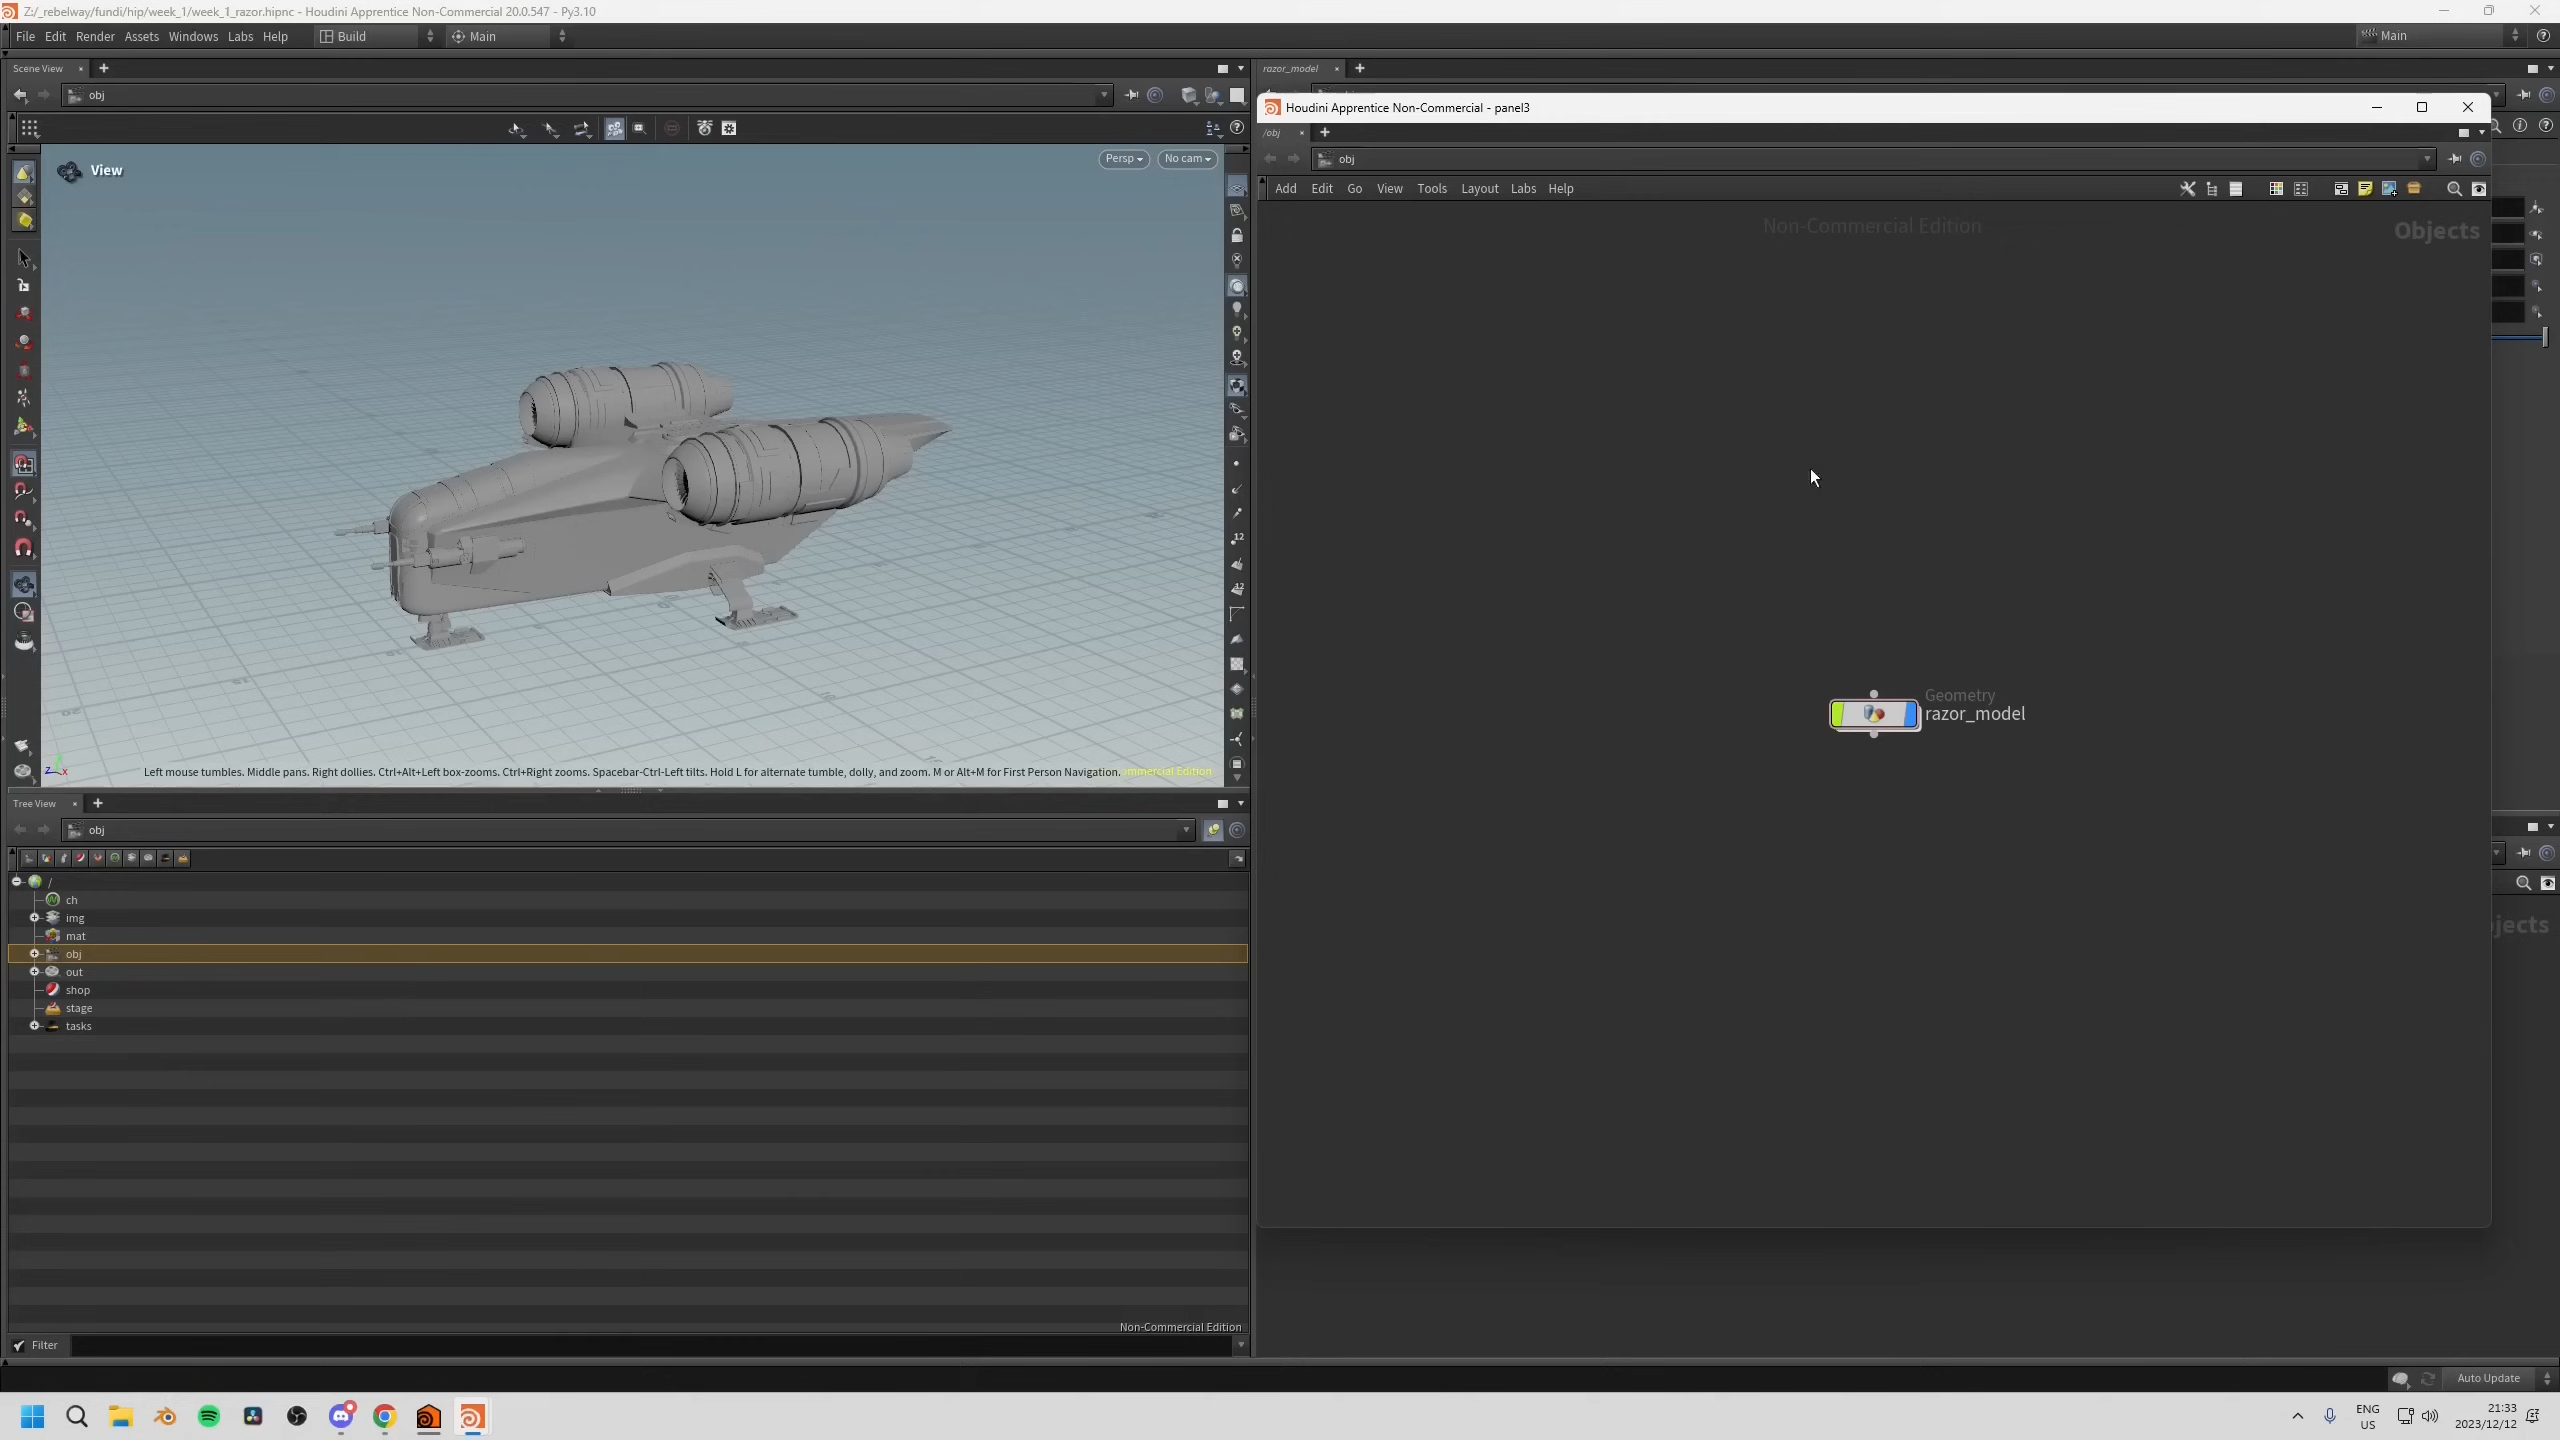 Z:/_rebelway/fundi/hip/week_1/week_1_razor.hipnc - Houdini Apprentice Non-Commercial 20.0.547 - Py3.10
File Edit Render Assets Windows Labs Help Build Main Main
Scene View razor_model
obj
Houdini Apprentice Non-Commercial - panel3
/obj
obj
View
Persp No cam
Add Edit Go View Tools Layout Labs Help
Non-Commercial Edition
Objects
12
12
Geometry
razor_model
Left mouse tumbles. Middle pans. Right dollies. Ctrl+Alt+Left box-zooms. Ctrl+Right zooms. Spacebar-Ctrl-Left tilts. Hold L for alternate tumble, dolly, and zoom. M or Alt+M for First Person Navigation. ommercial Edition
z x
Tree View
obj
/
ch
img
mat
obj
out
shop
stage
tasks
jects
Non-Commercial Edition
Filter
Auto Update
ENG
US
21:33
2023/12/12